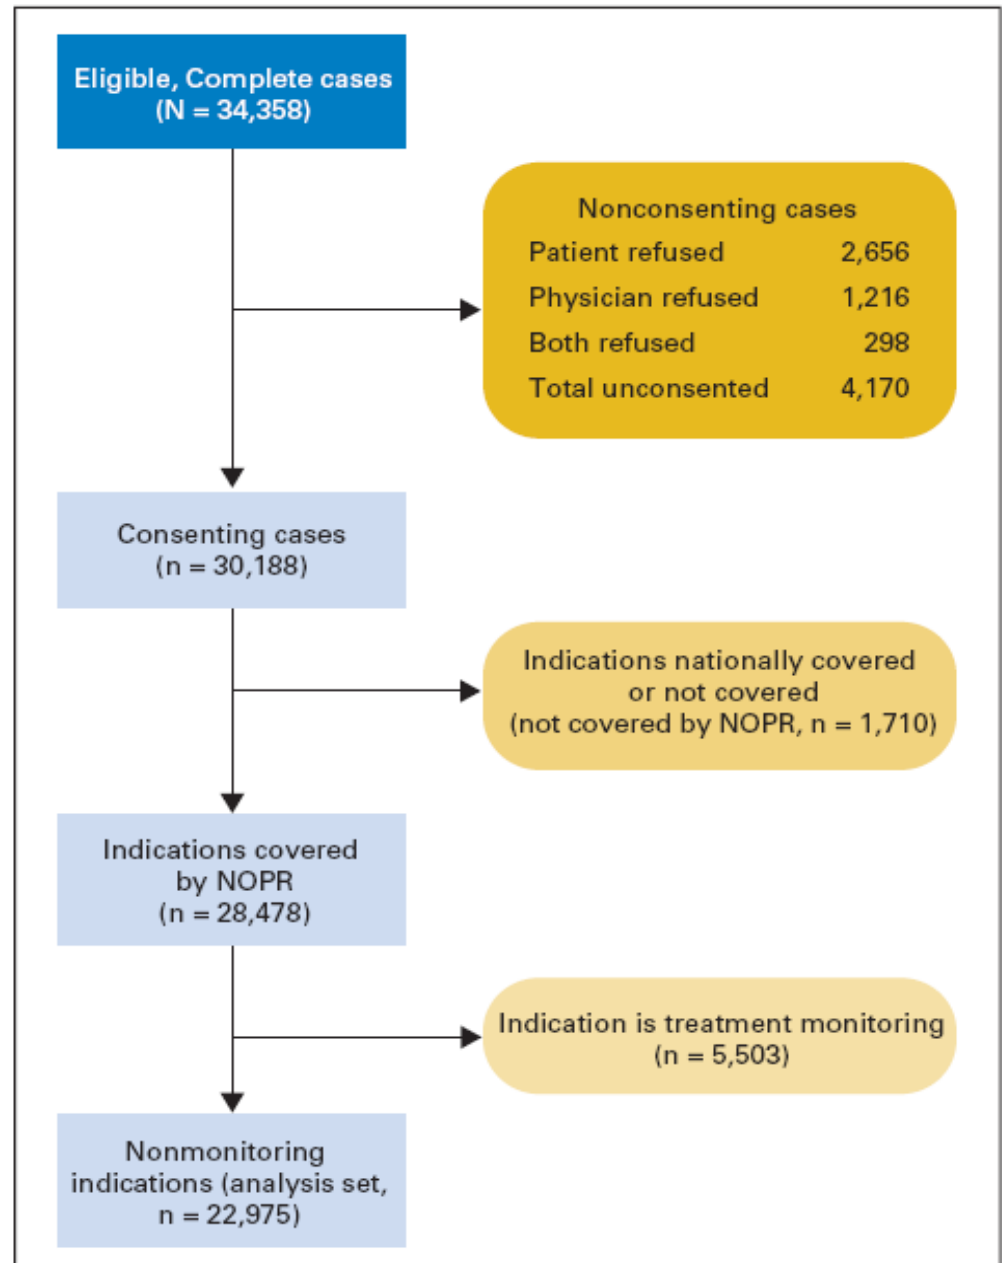 Eligible, Complete cases
(N = 34,358)
Nonconsenting cases
Patient refused 2,656
Physician refused 1,216
Both refused 298
Total unconsented 4,170
Consenting cases
(n = 30,188)
Indications nationally covered
or not covered
(not covered by NOPR, n = 1,710)
Indications covered
by NOPR
(n = 28,478)
Indication is treatment monitoring
(n = 5,503)
Nonmonitoring
indications (analysis set,
n = 22,975)